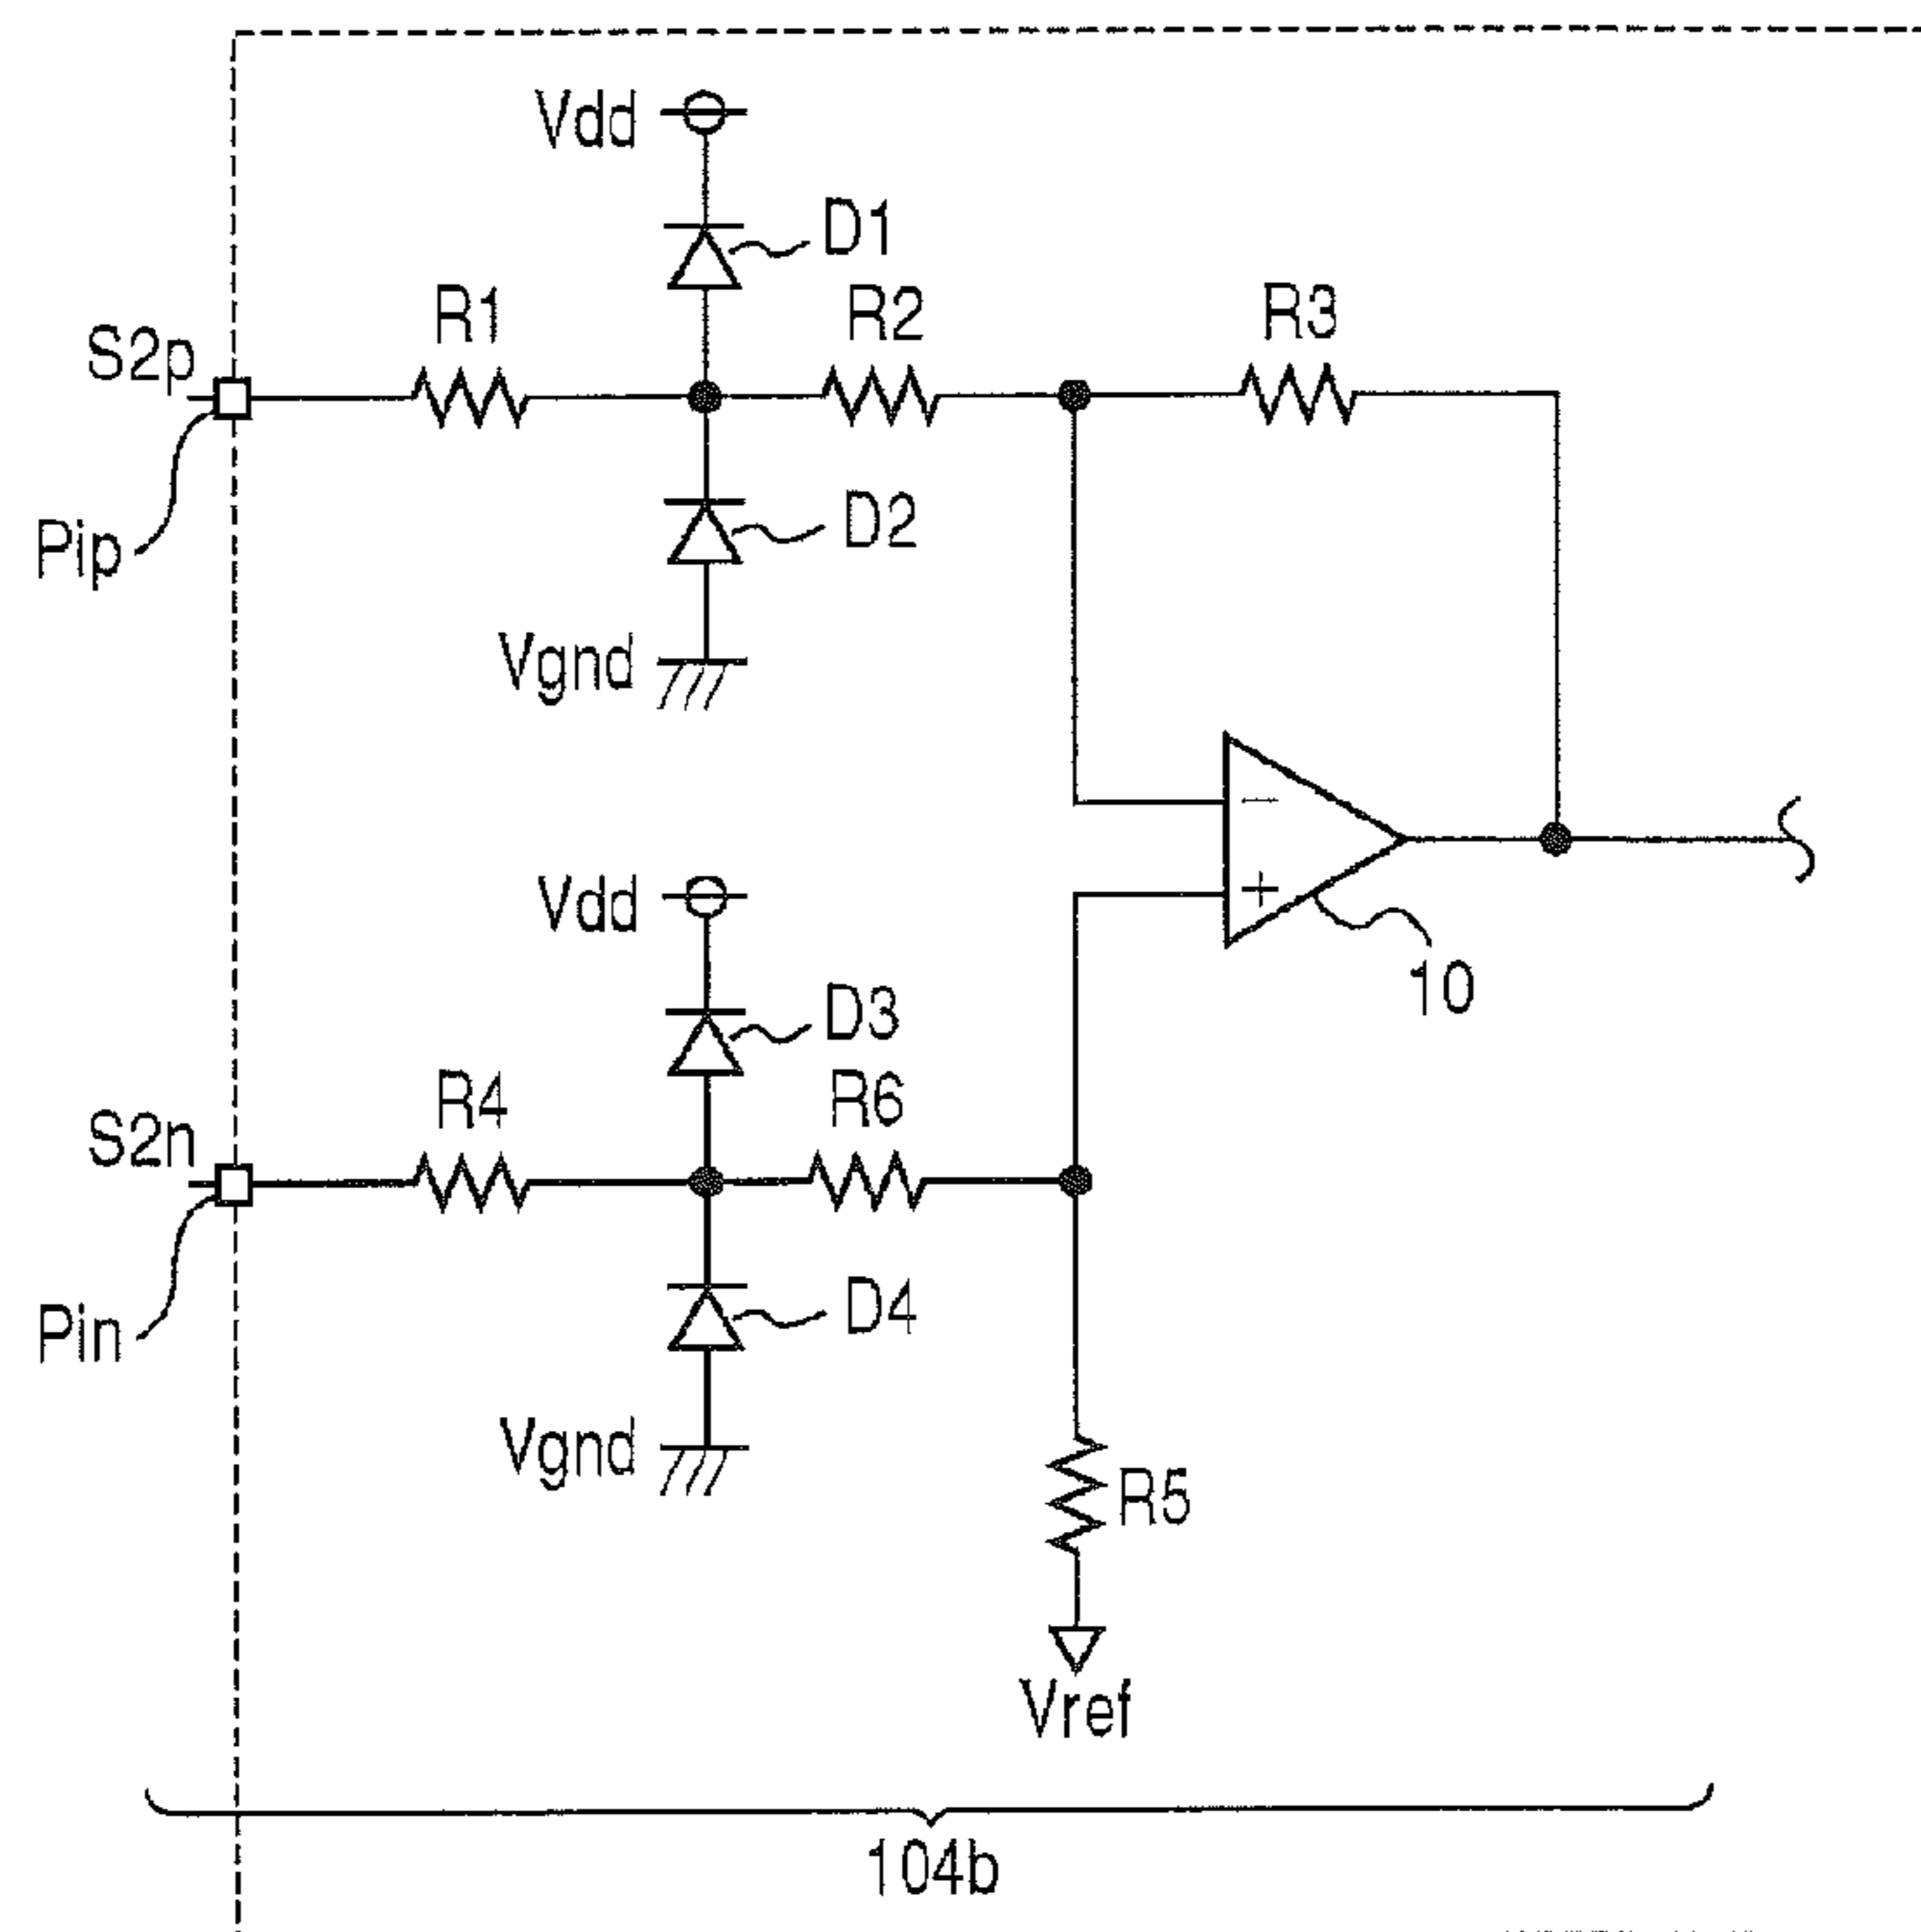 Vdd
D1
R1
R2
R3
S2p
D2
Pip
Vgnd
−
Vdd
+
10
D3
R4
R6
S2n
D4
Pin
Vgnd
R5
Vref
104b